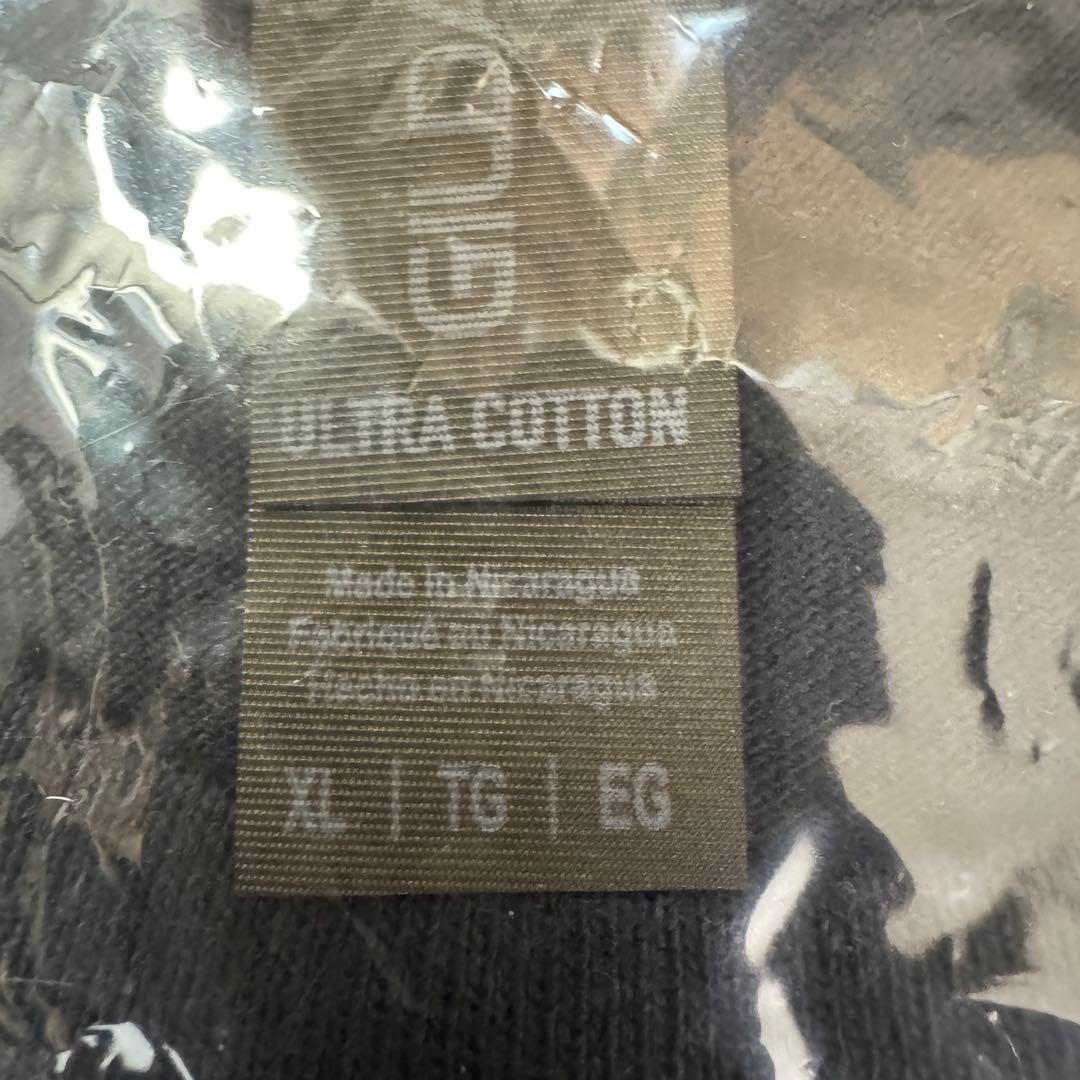 ULTRA COTTON
Made in Nicaragua
Fabriqué au Nicaragua
Hecho en Nicaragua
XL | TG | EG